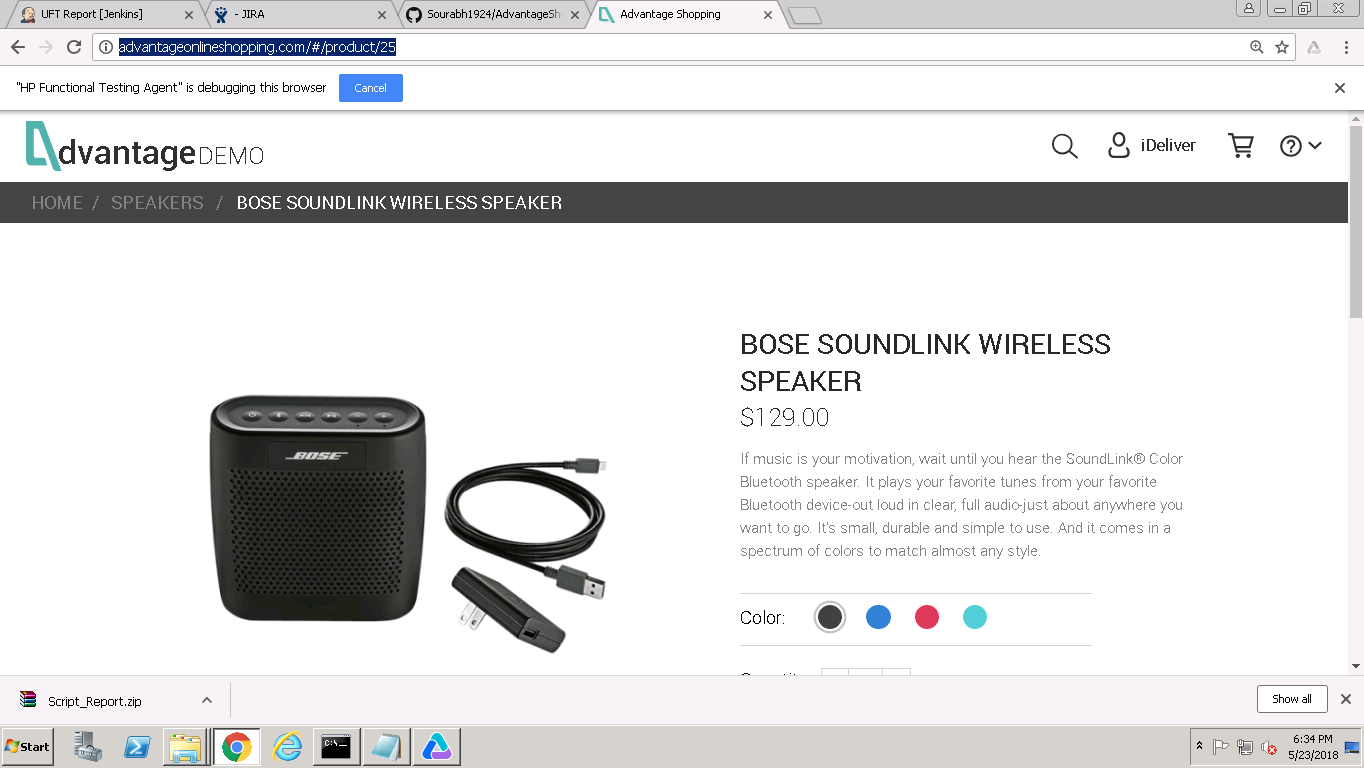 UFT Report [Jenkins]
- JIRA
Sourabh1924/AdvantageSh
Advantage Shopping
advantageonlineshopping.com/#/product/25
"HP Functional Testing Agent" is debugging this browser
Cancel
dvantage DEMO
iDeliver
HOME / SPEAKERS / BOSE SOUNDLINK WIRELESS SPEAKER
BOSE SOUNDLINK WIRELESS
SPEAKER
$129.00
If music is your motivation, wait until you hear the SoundLink® Color
Bluetooth speaker. It plays your favorite tunes from your favorite
Bluetooth device-out loud in clear, full audio-just about anywhere you
want to go. It's small, durable and simple to use. And it comes in a
spectrum of colors to match almost any style.
BOSE
Color:
Script_Report.zip
Show all
Start
C:\_
6:34 PM
5/23/2018